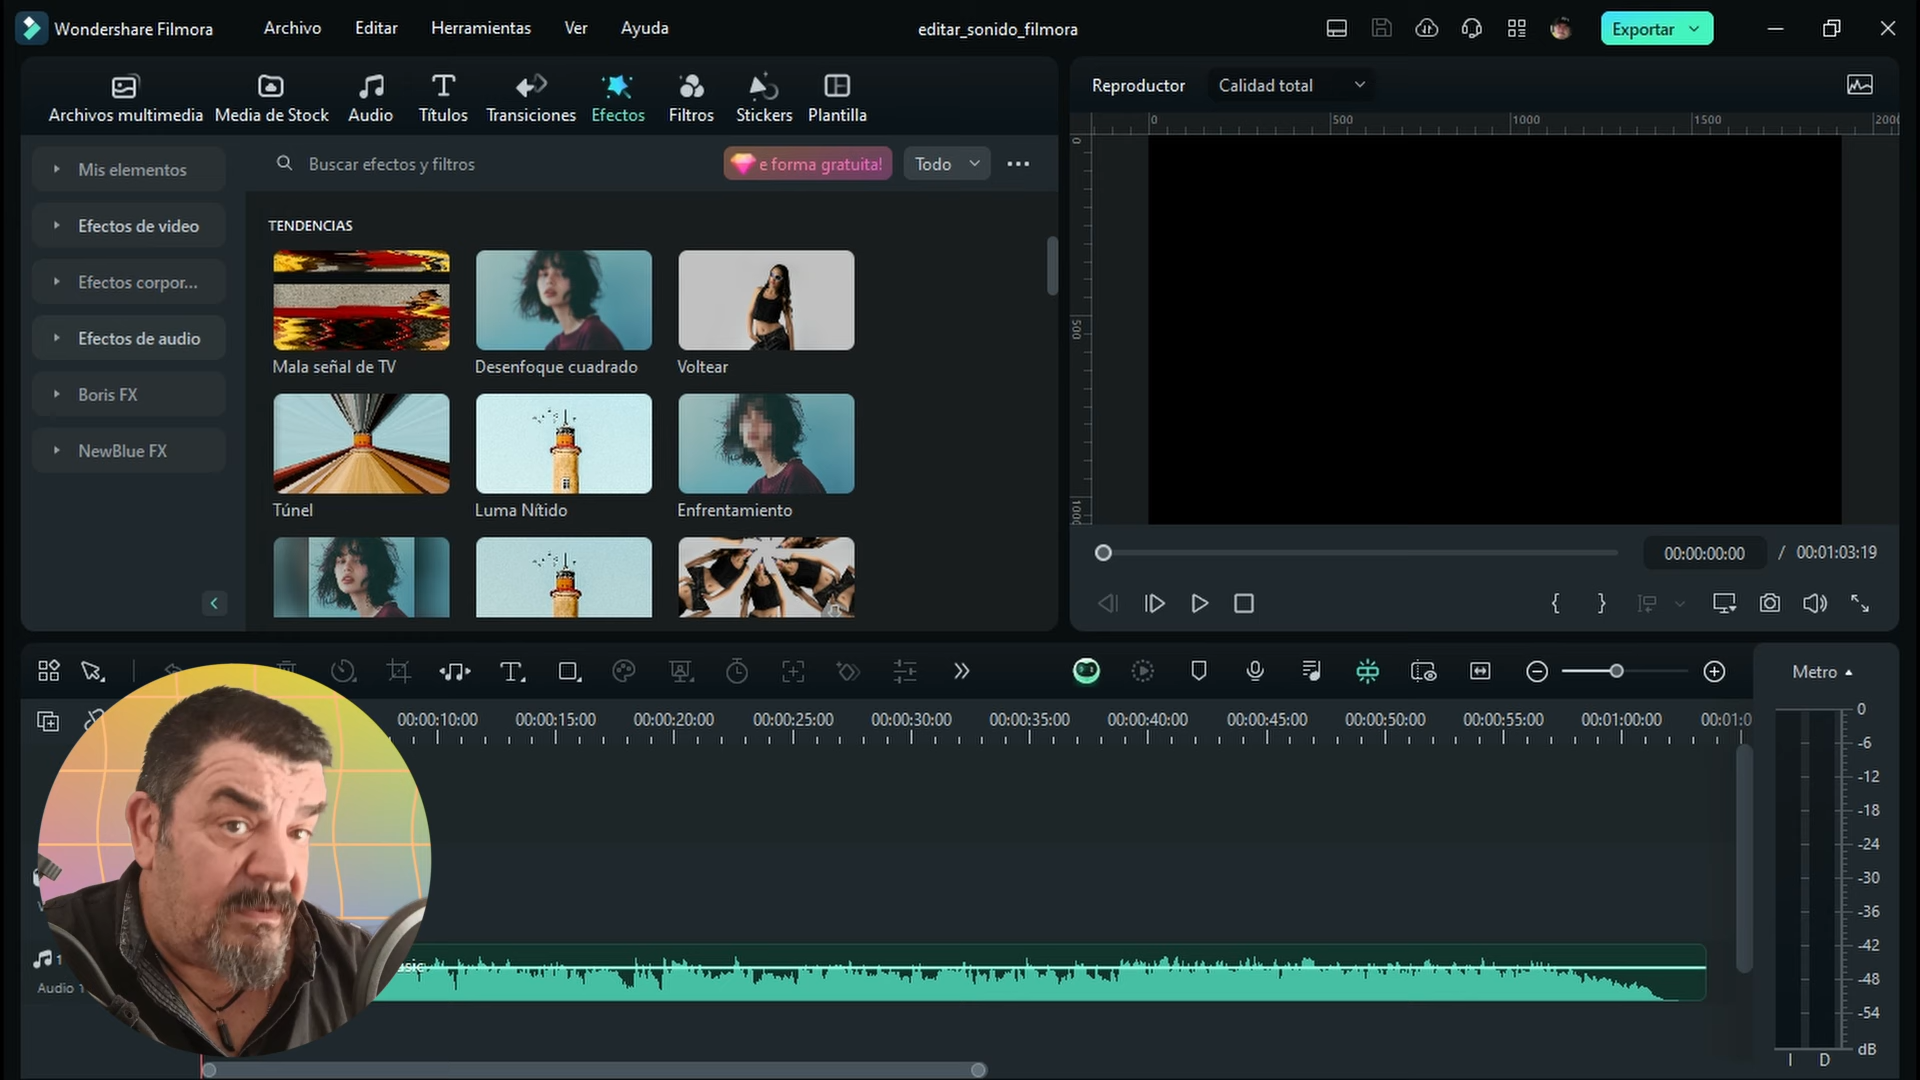 Wondershare Filmora
Archivo
Editar
Herramientas
Ver
Ayuda
editar_sonido_filmora
Exportar
Archivos multimedia
Media de Stock
Audio
Títulos
Transiciones
Efectos
Filtros
Stickers
Plantilla
Reproductor
Calidad total
0
500
1000
1500
200
Mis elementos
Efectos de video
Efectos corpor...
Efectos de audio
Boris FX
NewBlue FX
Buscar efectos y filtros
e forma gratuita!
Todo
TENDENCIAS
Mala señal de TV
Desenfoque cuadrado
Voltear
Túnel
Luma Nítido
Enfrentamiento
0
500
1000
00:00:00:00 / 00:01:03:19
Metro
00:00:10:00
00:00:15:00
00:00:20:00
00:00:25:00
00:00:30:00
00:00:35:00
00:00:40:00
00:00:45:00
00:00:50:00
00:00:55:00
00:01:00:00
00:01:0
0
-6
-12
-18
-24
-30
-36
-42
-48
-54
dB
I D
1
Audio 1